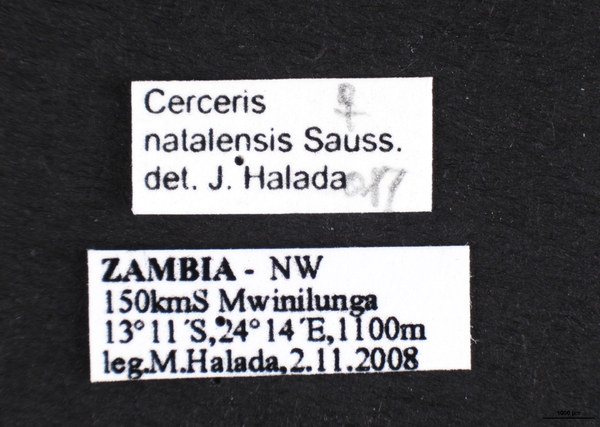 Cerceris ♀
natalensis Sauss.
det. J. Halada
ZAMBIA - NW
150kmS Mwinilunga
13°11´S,24°14´E,1100m
leg.M.Halada,2.11.2008